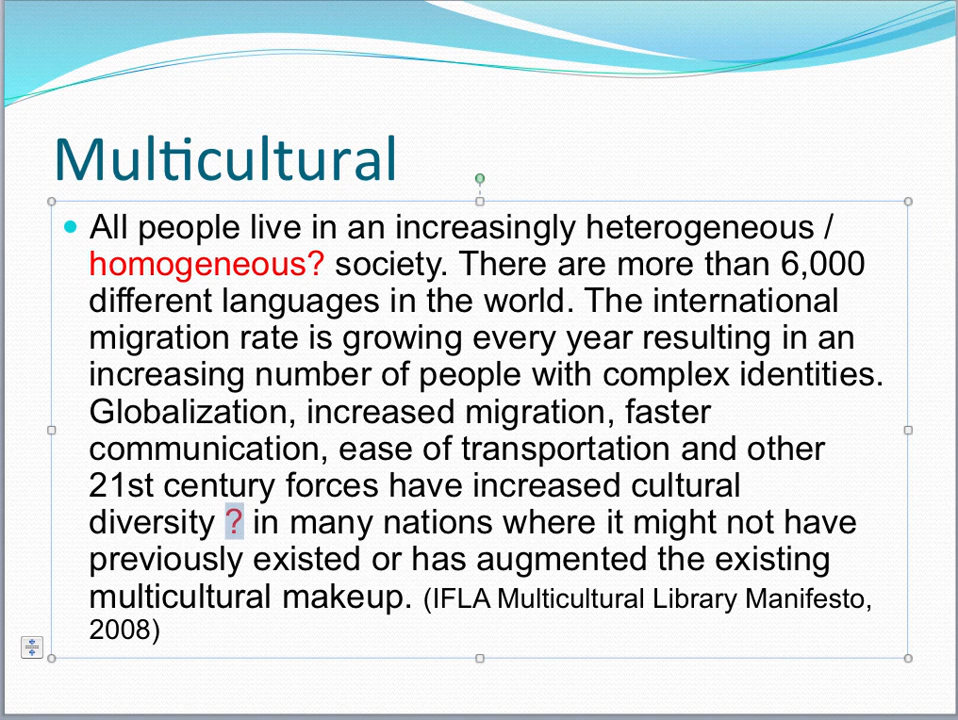 Multicultural
All people live in an increasingly heterogeneous /
homogeneous? society. There are more than 6,000
different languages in the world. The international
migration rate is growing every year resulting in an
increasing number of people with complex identities.
Globalization, increased migration, faster
communication, ease of transportation and other
21st century forces have increased cultural
diversity ? in many nations where it might not have
previously existed or has augmented the existing
multicultural makeup. (IFLA Multicultural Library Manifesto,
2008)